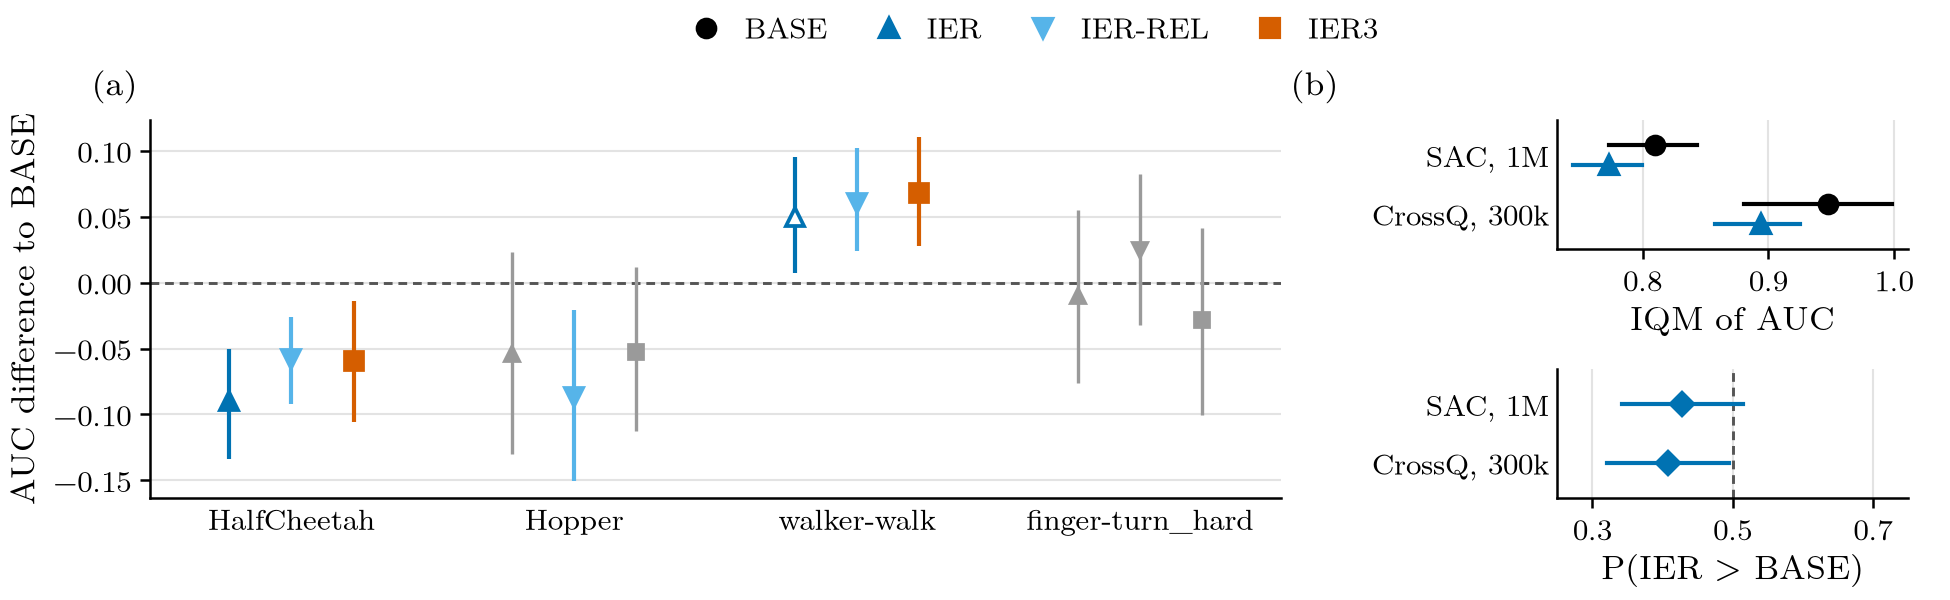 BASE IER IER-REL IER3
(a)
AUC difference to BASE
0.10
0.05
0.00
−0.05
−0.10
−0.15
HalfCheetah Hopper walker-walk finger-turn_hard
(b)
SAC, 1M
CrossQ, 300k
0.8 0.9 1.0
IQM of AUC
SAC, 1M
CrossQ, 300k
0.3 0.5 0.7
P(IER > BASE)